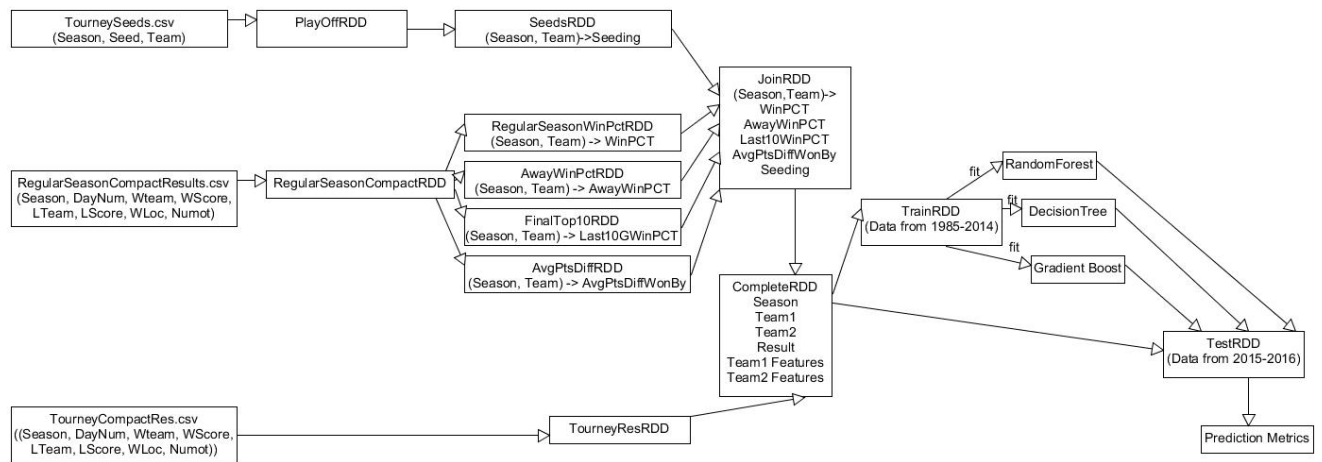 TourneySeeds.csv
(Season, Seed, Team)
PlayOffRDD
SeedsRDD
(Season, Team)->Seeding
JoinRDD
(Season,Team)->
WinPCT
AwayWinPCT
Last10WinPCT
AvgPtsDiffWonBy
Seeding
RegularSeasonWinPctRDD
(Season, Team) -> WinPCT
AwayWinPctRDD
(Season, Team) -> AwayWinPCT
FinalTop10RDD
(Season, Team) -> Last10GWinPCT
AvgPtsDiffRDD
(Season, Team) -> AvgPtsDiffWonBy
RegularSeasonCompactResults.csv
(Season, DayNum, Wteam, WScore,
LTeam, LScore, WLoc, Numot)
RegularSeasonCompactRDD
CompleteRDD
Season
Team1
Team2
Result
Team1 Features
Team2 Features
TrainRDD
(Data from 1985-2014)
fit
RandomForest
fit
DecisionTree
fit
Gradient Boost
TestRDD
(Data from 2015-2016)
Prediction Metrics
TourneyCompactRes.csv
((Season, DayNum, Wteam, WScore,
LTeam, LScore, WLoc, Numot))
TourneyResRDD